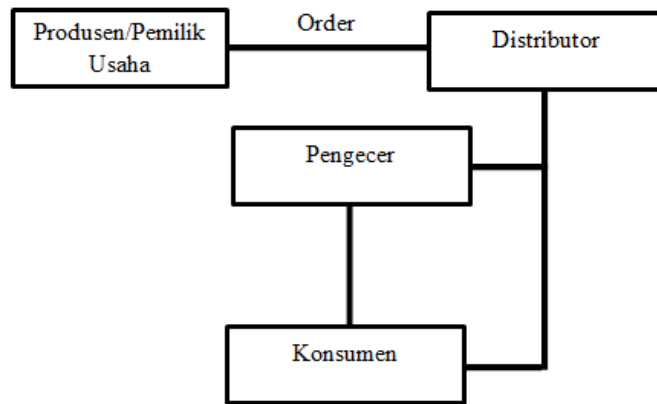 Produsen/Pemilik
Usaha
Order
Distributor
Pengecer
Konsumen